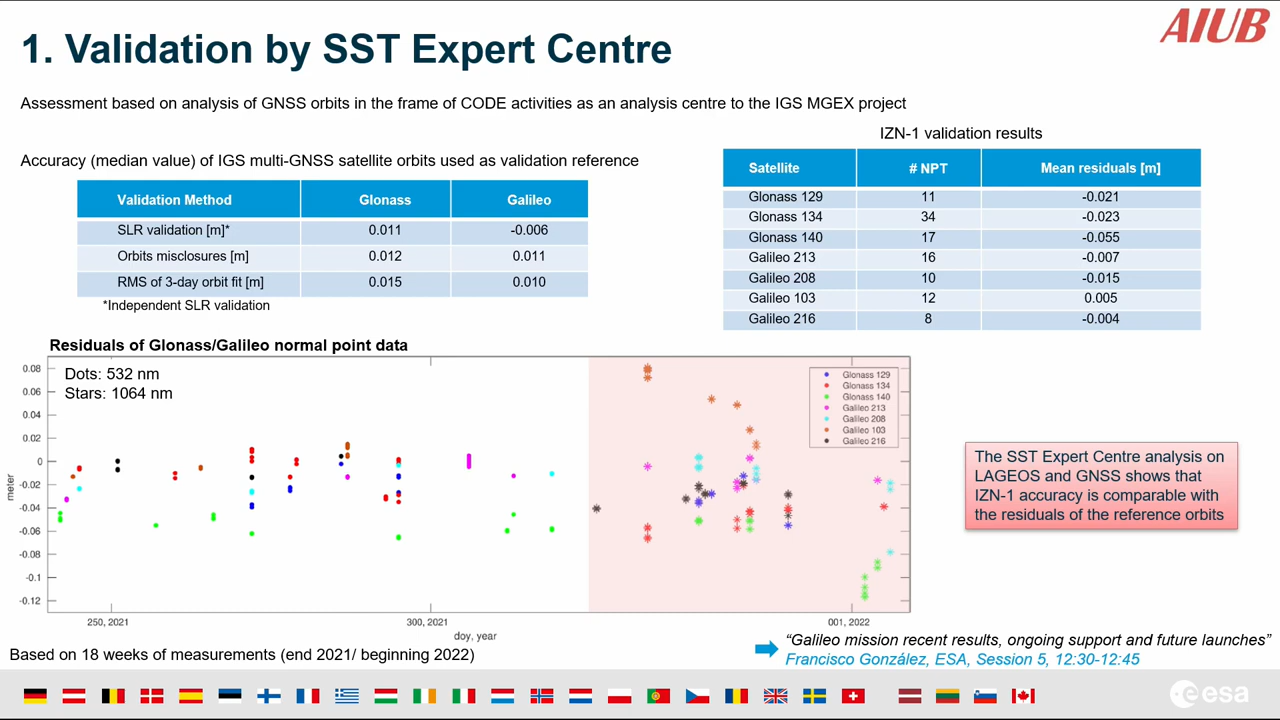 AIUB
1. Validation by SST Expert Centre
Assessment based on analysis of GNSS orbits in the frame of CODE activities as an analysis centre to the IGS MGEX project
Accuracy (median value) of IGS multi-GNSS satellite orbits used as validation reference
Validation Method Glonass Galileo
SLR validation [m]* 0.011 -0.006
Orbits misclosures [m] 0.012 0.011
RMS of 3-day orbit fit [m] 0.015 0.010
*Independent SLR validation
IZN-1 validation results
Satellite # NPT Mean residuals [m]
Glonass 129 11 -0.021
Glonass 134 34 -0.023
Glonass 140 17 -0.055
Galileo 213 16 -0.007
Galileo 208 10 -0.015
Galileo 103 12 0.005
Galileo 216 8 -0.004
Residuals of Glonass/Galileo normal point data
Dots: 532 nm
Stars: 1064 nm
0.08
0.06
0.04
0.02
0
-0.02
-0.04
-0.06
-0.08
-0.1
-0.12
meter
Glonass 129
Glonass 134
Glonass 140
Galileo 213
Galileo 208
Galileo 103
Galileo 216
250, 2021 300, 2021 001, 2022
doy, year
The SST Expert Centre analysis on
LAGEOS and GNSS shows that
IZN-1 accuracy is comparable with
the residuals of the reference orbits
Based on 18 weeks of measurements (end 2021/ beginning 2022)
“Galileo mission recent results, ongoing support and future launches”
Francisco González, ESA, Session 5, 12:30-12:45
esa